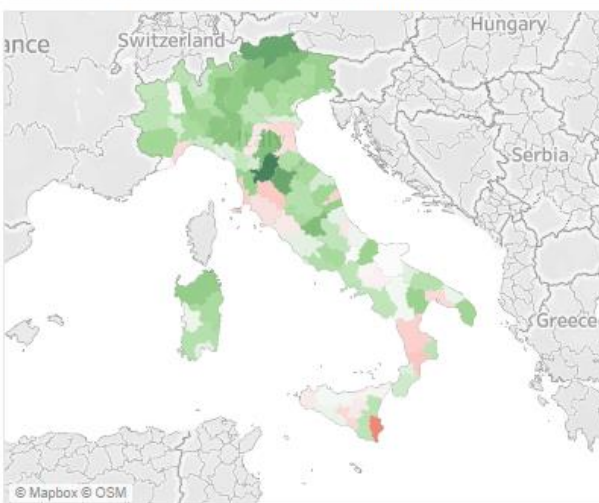 Hungary
ance
Switzerland
Serbia
Greece
© Mapbox © OSM